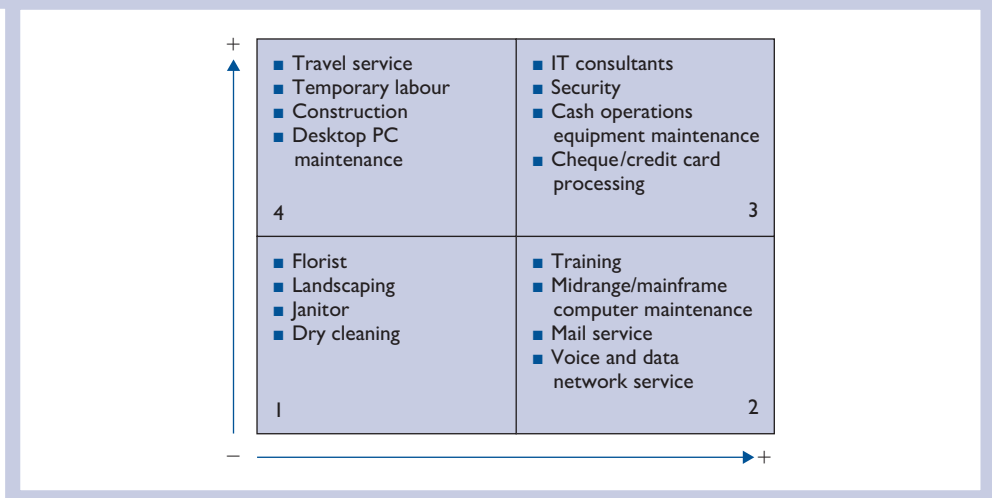 +
■ Travel service
■ Temporary labour
■ Construction
■ Desktop PC
maintenance
4
■ IT consultants
■ Security
■ Cash operations
equipment maintenance
■ Cheque/credit card
processing
3
■ Florist
■ Landscaping
■ Janitor
■ Dry cleaning
1
■ Training
■ Midrange/mainframe
computer maintenance
■ Mail service
■ Voice and data
network service
2
–
+